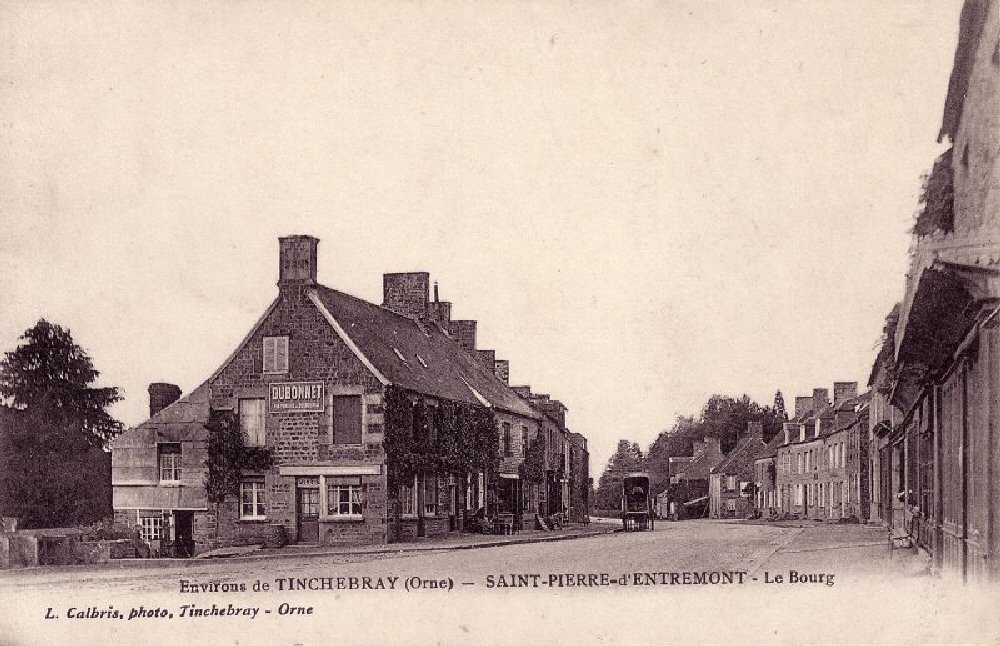 DUBONNET
Environs de TINCHEBRAY (Orne) — SAINT-PIERRE-d'ENTREMONT - Le Bourg
L. Calbris, photo, Tinchebray - Orne